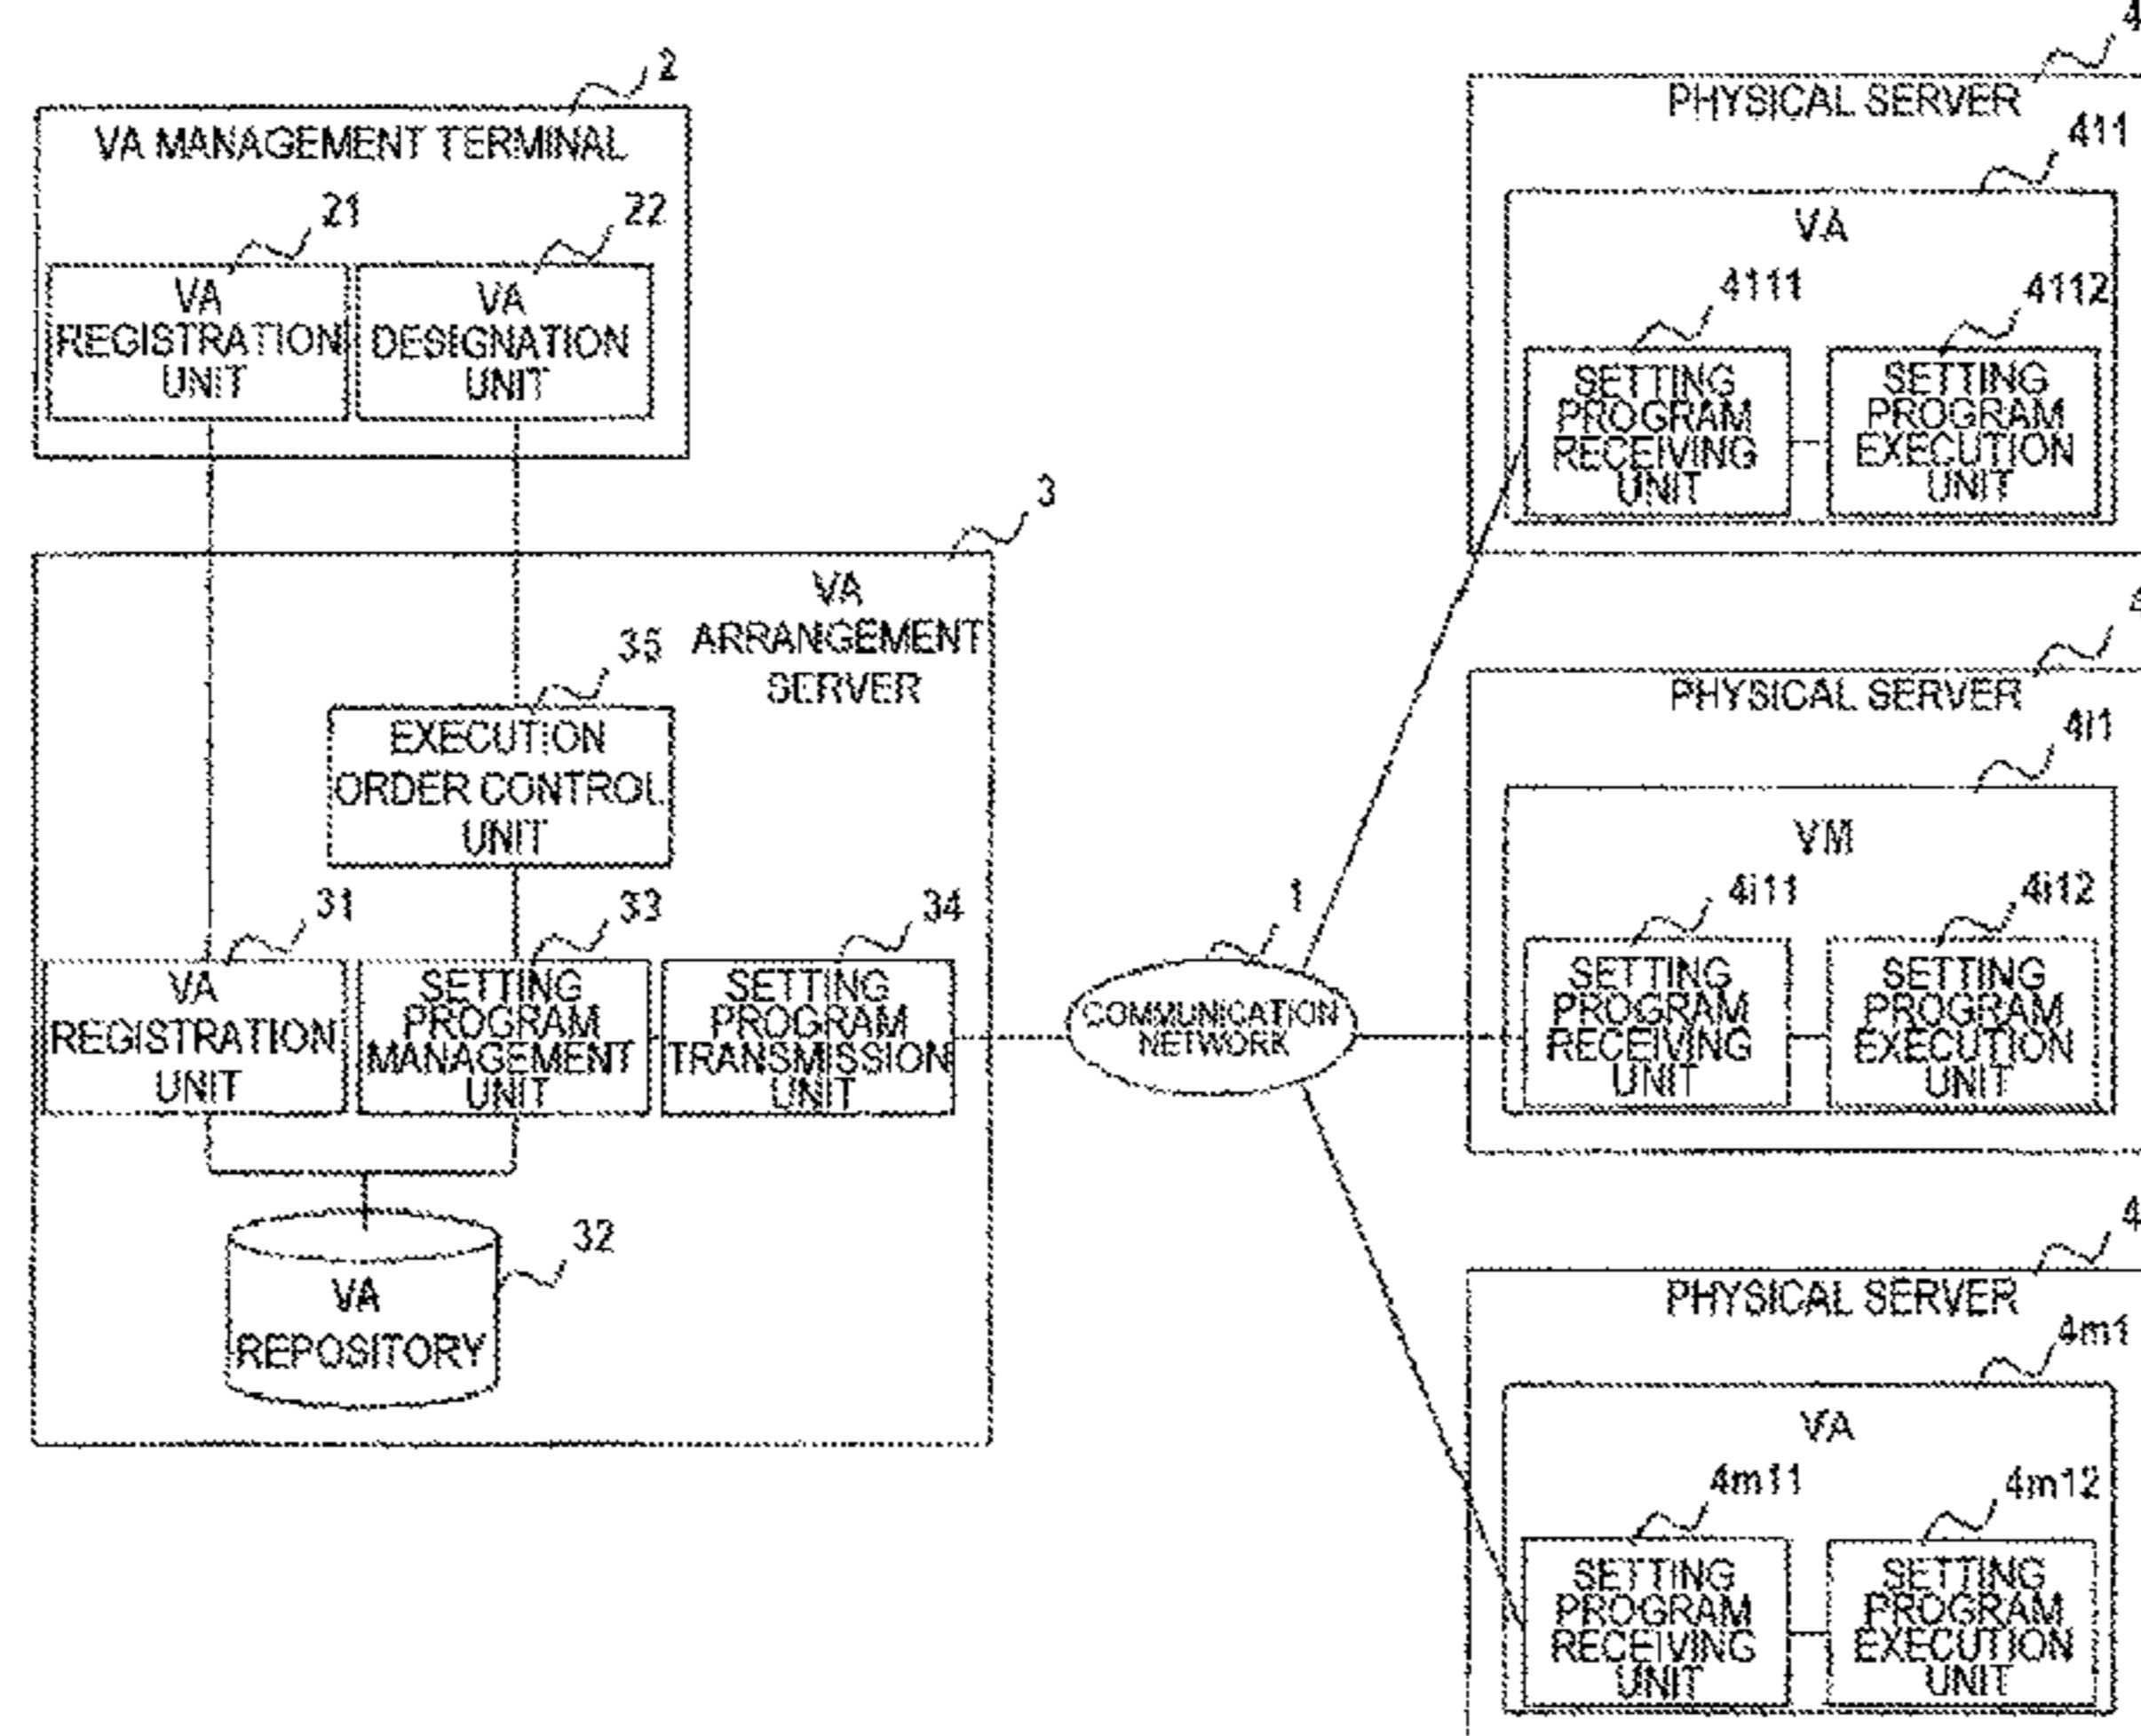 2
VA MANAGEMENT TERMINAL
21
22
VA
REGISTRATION
UNIT
VA
DESIGNATION
UNIT
3
VA
ARRANGEMENT
SERVER
35
EXECUTION
ORDER CONTROL
UNIT
31
33
34
VA
REGISTRATION
UNIT
SETTING
PROGRAM
MANAGEMENT
UNIT
SETTING
PROGRAM
TRANSMISSION
UNIT
32
VA
REPOSITORY
1
COMMUNICATION
NETWORK
PHYSICAL SERVER
411
VA
4111
4112
SETTING
PROGRAM
RECEIVING
UNIT
SETTING
PROGRAM
EXECUTION
UNIT
PHYSICAL SERVER
4i1
VM
4i11
4i12
SETTING
PROGRAM
RECEIVING
UNIT
SETTING
PROGRAM
EXECUTION
UNIT
PHYSICAL SERVER
4m1
VA
4m11
4m12
SETTING
PROGRAM
RECEIVING
UNIT
SETTING
PROGRAM
EXECUTION
UNIT